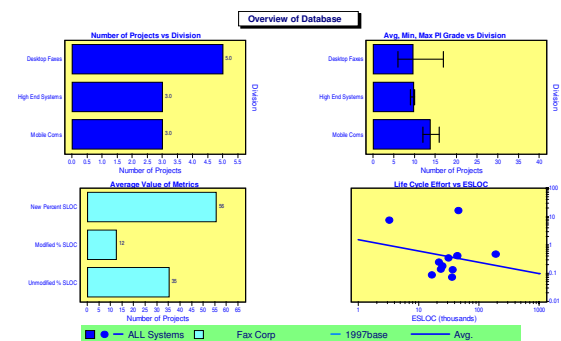 Overview of Database
Number of Projects vs Division
Desktop Faxes
High End Systems
Mobile Coms
5.0
3.0
3.0
Division
0.0 0.5 1.0 1.5 2.0 2.5 3.0 3.5 4.0 4.5 5.0 5.5
Number of Projects
Avg, Min, Max PI Grade vs Division
Desktop Faxes
High End Systems
Mobile Coms
Division
0 10 20 30 40
Number of Projects
Average Value of Metrics
New Percent SLOC
Modified % SLOC
Unmodified % SLOC
56
12
35
0 5 10 15 20 25 30 35 40 45 50 55 60 65
Number of Projects
Life Cycle Effort vs ESLOC
100
10
1
0.1
0.01
1 10 100 1000
ESLOC (thousands)
ALL Systems Fax Corp 1997base Avg.